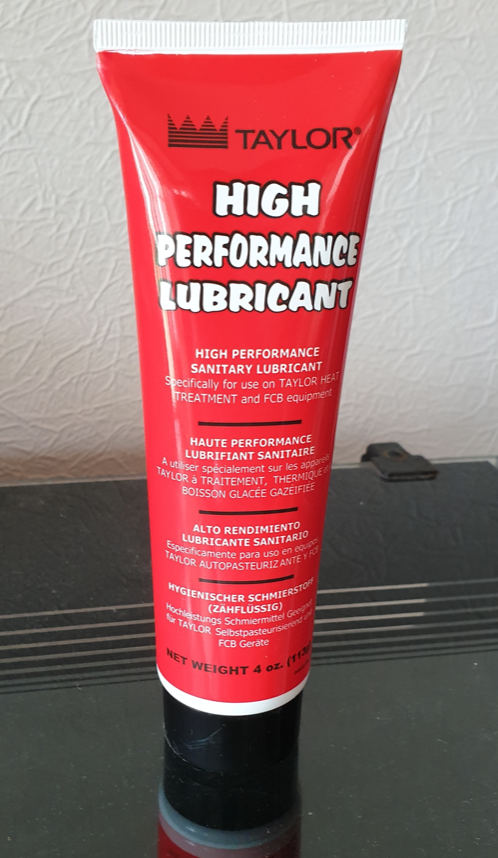 TAYLOR®
HIGH
PERFORMANCE
LUBRICANT
HIGH PERFORMANCE
SANITARY LUBRICANT
Specifically for use on TAYLOR HEAT
TREATMENT and FCB equipment
HAUTE PERFORMANCE
LUBRIFIANT SANITAIRE
A utiliser spécialement sur les appareils
TAYLOR à TRAITEMENT, THERMIQUE et
BOISSON GLACÉE GAZÉIFIÉE
ALTO RENDIMIENTO
LUBRICANTE SANITARIO
Especificamente para uso en equipos
TAYLOR AUTOPASTEURIZANTE Y FCB
HYGIENISCHER SCHMIERSTOFF
(ZÄHFLÜSSIG)
Hochleistungs Schmiermittel Geeignet
für TAYLOR Selbstpasteurisierend
FCB Geräte
NET WEIGHT 4 oz.